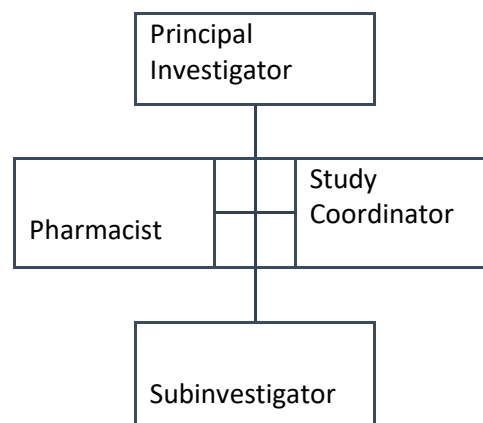 Principal
Investigator
Study
Coordinator
Pharmacist
Subinvestigator